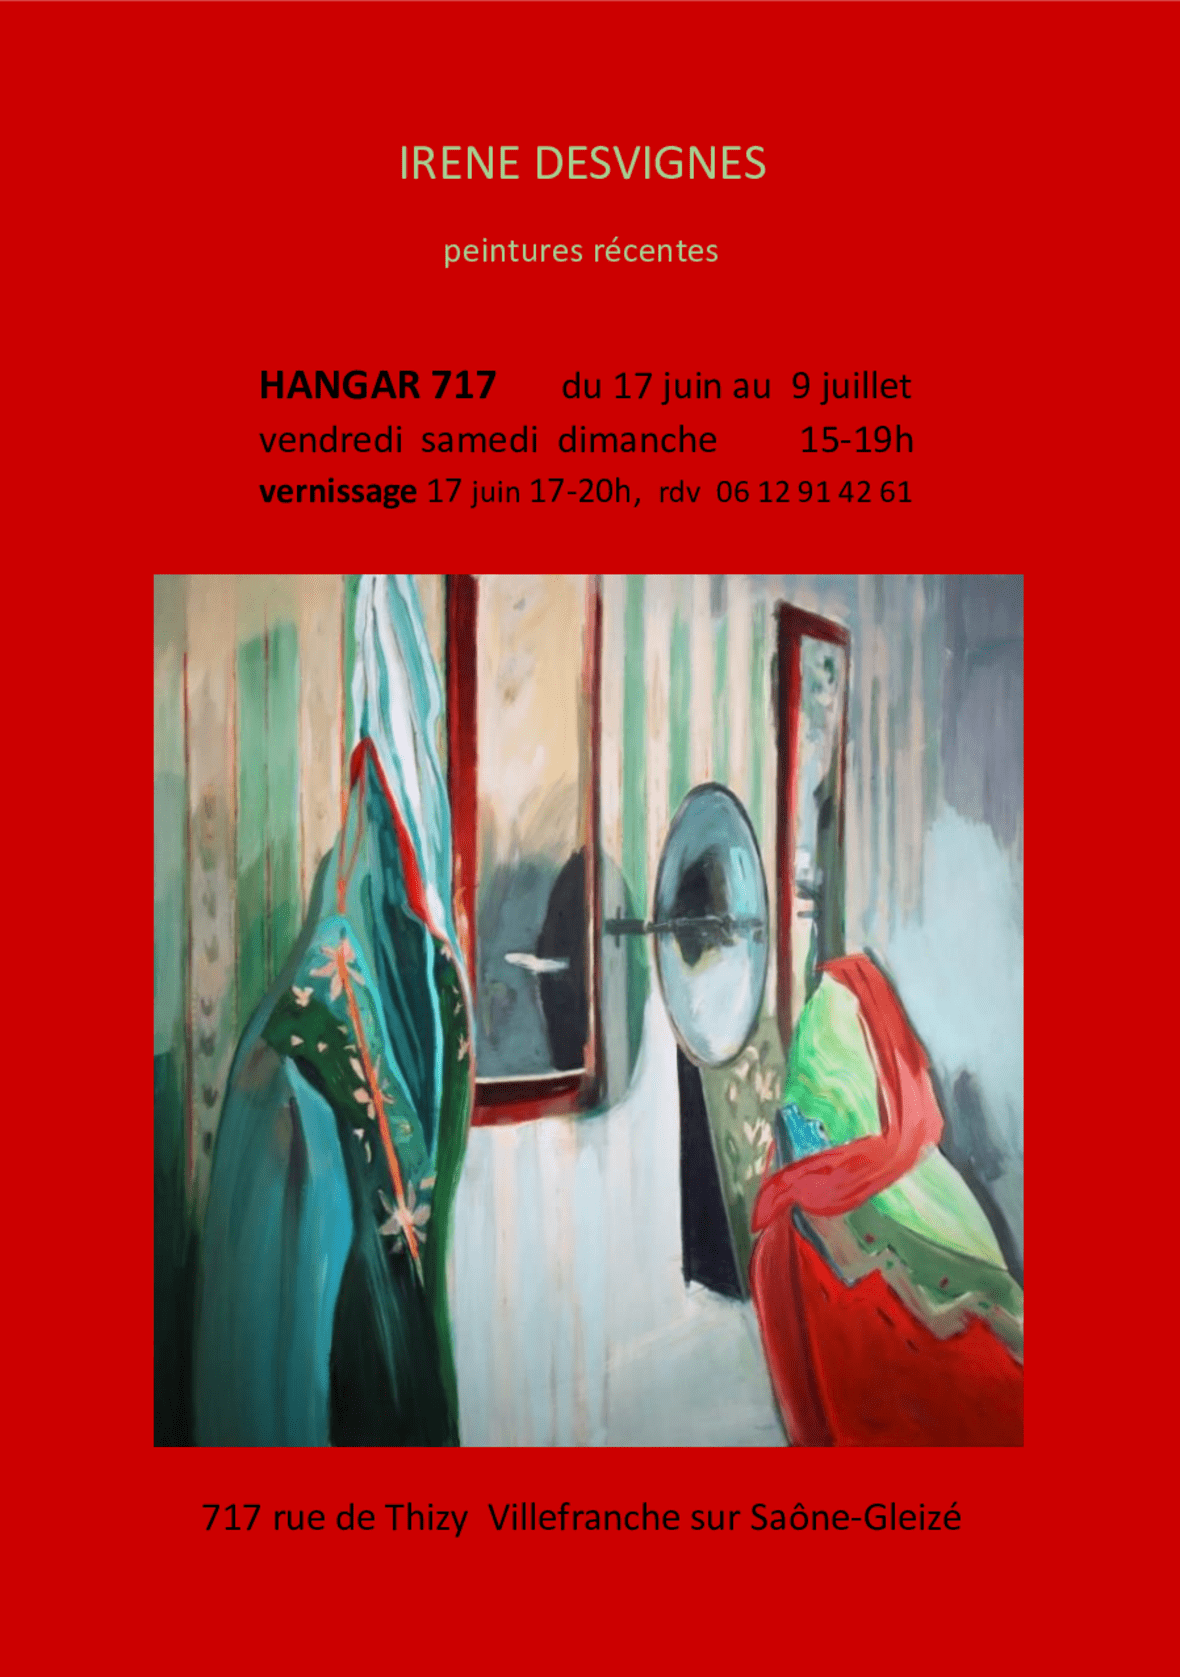 IRENE DESVIGNES
peintures récentes
HANGAR 717 du 17 juin au 9 juillet
vendredi samedi dimanche 15-19h
vernissage 17 juin 17-20h, rdv 06 12 91 42 61
717 rue de Thizy Villefranche sur Saône-Gleizé